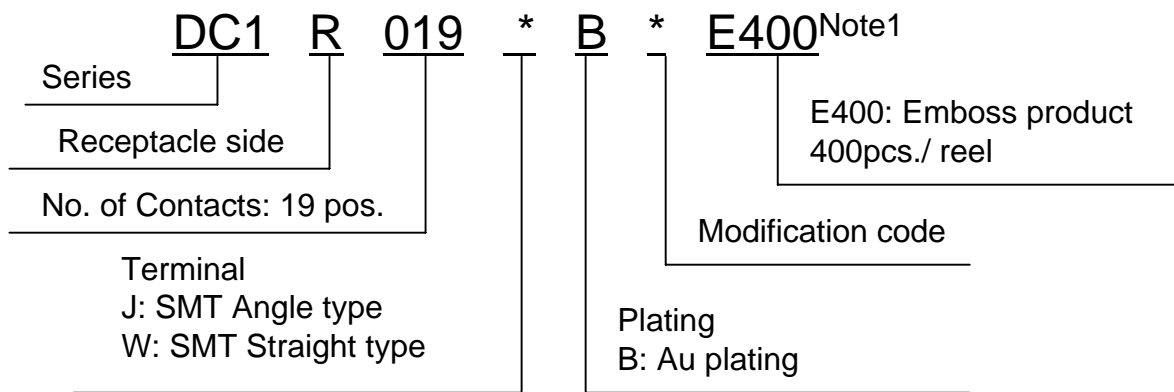 DC1 R 019 * B * E400Note1
Series
E400: Emboss product
400pcs./ reel
Receptacle side
No. of Contacts: 19 pos.
Modification code
Terminal
J: SMT Angle type
W: SMT Straight type
Plating
B: Au plating